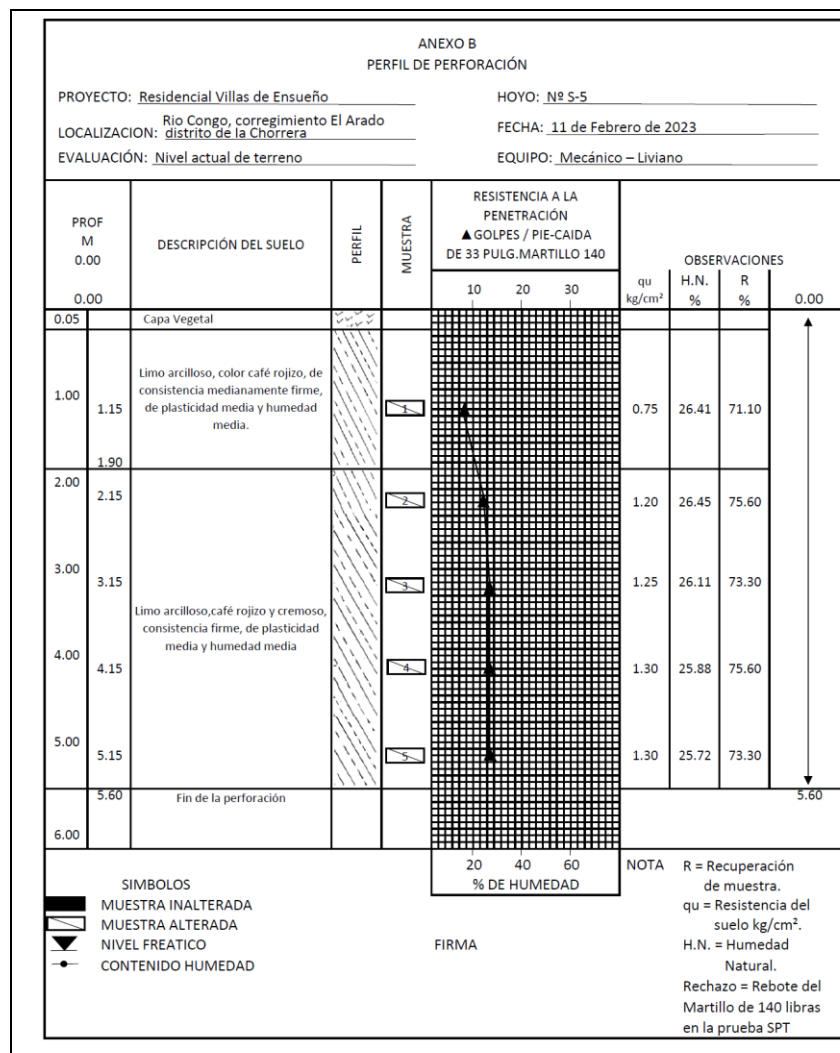 ANEXO B
PERFIL DE PERFORACIÓN
PROYECTO: Residencial Villas de Ensueño
HOYO: Nº S-5
LOCALIZACION: Rio Congo, corregimiento El Arado
distrito de la Chorrera
FECHA: 11 de Febrero de 2023
EVALUACIÓN: Nivel actual de terreno
EQUIPO: Mecánico – Liviano
PROF
M
0.00
0.00
DESCRIPCIÓN DEL SUELO
PERFIL
MUESTRA
RESISTENCIA A LA
PENETRACIÓN
▲GOLPES / PIE-CAIDA
DE 33 PULG.MARTILLO 140
10 20 30
OBSERVACIONES
qu
kg/cm²
H.N.
%
R
%
0.00
0.05 Capa Vegetal
Limo arcilloso, color café rojizo, de
consistencia medianamente firme,
de plasticidad media y humedad
media.
1.00
1.15 1 0.75 26.41 71.10
1.90
2.00
2.15 2 1.20 26.45 75.60
3.00
3.15 3 1.25 26.11 73.30
Limo arcilloso,café rojizo y cremoso,
consistencia firme, de plasticidad
media y humedad media
4.00
4.15 4 1.30 25.88 75.60
5.00
5.15 5 1.30 25.72 73.30
5.60 Fin de la perforación 5.60
6.00
20 40 60
% DE HUMEDAD
SIMBOLOS
MUESTRA INALTERADA
MUESTRA ALTERADA
NIVEL FREATICO
CONTENIDO HUMEDAD
FIRMA
NOTA R = Recuperación
de muestra.
qu = Resistencia del
suelo kg/cm².
H.N. = Humedad
Natural.
Rechazo = Rebote del
Martillo de 140 libras
en la prueba SPT